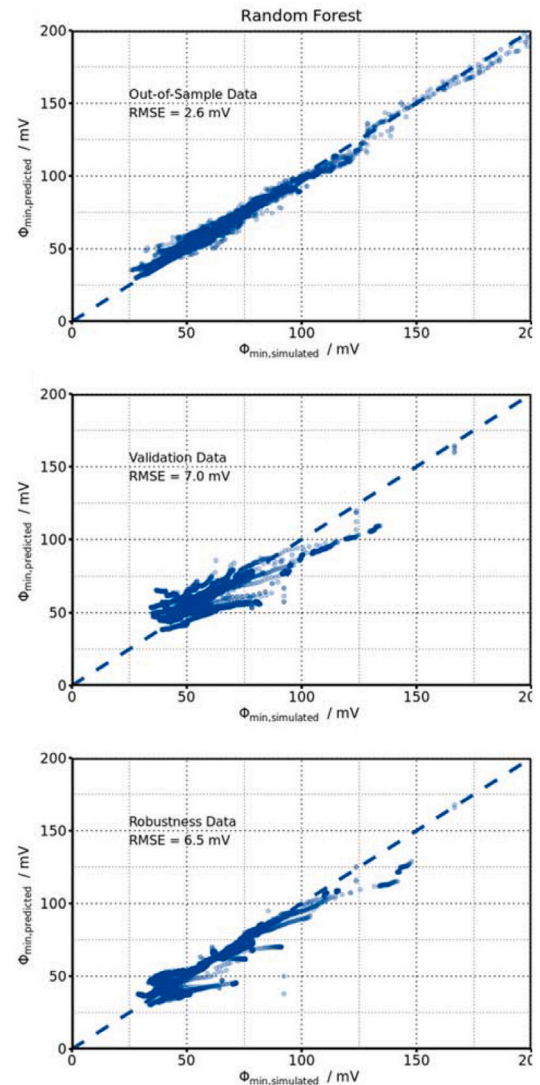 Random Forest
200
150
100
50
0
Φmin,predicted / mV
Out-of-Sample Data
RMSE = 2.6 mV
0 50 100 150 20
Φmin,simulated / mV
200
150
100
50
0
Φmin,predicted / mV
Validation Data
RMSE = 7.0 mV
0 50 100 150 20
Φmin,simulated / mV
200
150
100
50
0
Φmin,predicted / mV
Robustness Data
RMSE = 6.5 mV
0 50 100 150 20
Φmin,simulated / mV